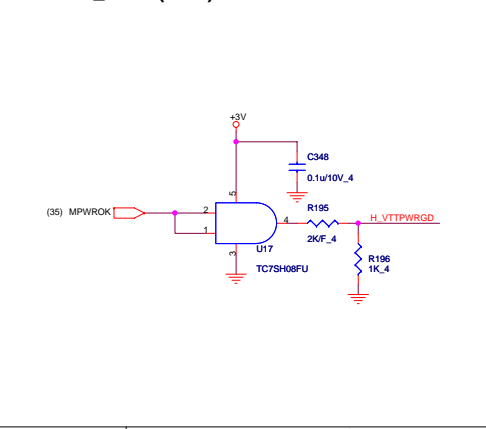 +3V
C348
0.1u/10V_4
5
R195
(35) MPWROK
2
4
H_VTTPWRGD
1
2K/F_4
U17
3
R196
TC7SH08FU
1K_4